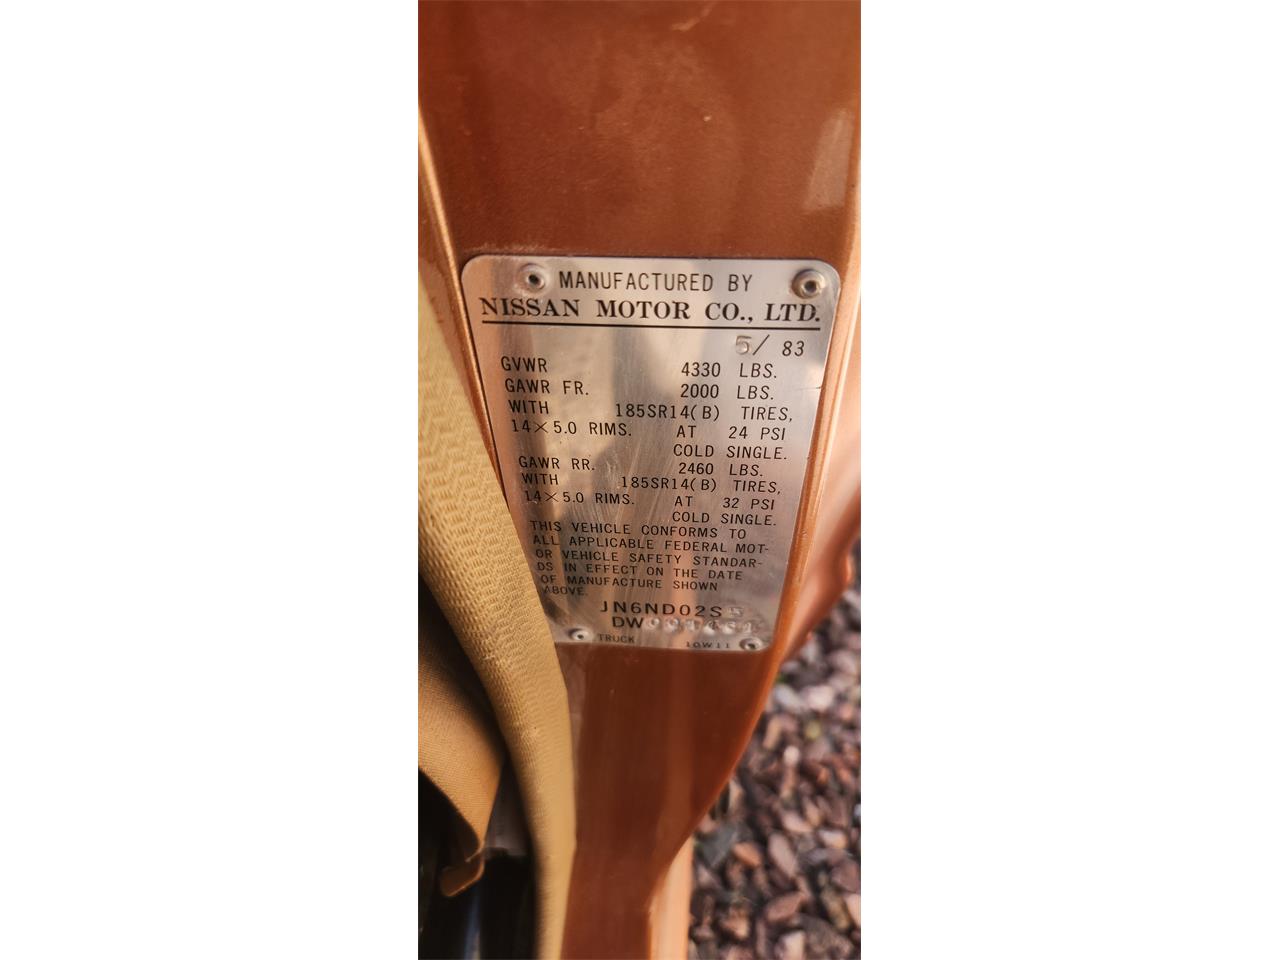 MANUFACTURED BY
NISSAN MOTOR CO., LTD.
5/ 83
GVWR 4330 LBS.
GAWR FR. 2000 LBS.
WITH 185SR14(B) TIRES,
14×5.0 RIMS. AT 24 PSI
COLD SINGLE.
GAWR RR. 2460 LBS.
WITH 185SR14(B) TIRES,
14×5.0 RIMS. AT 32 PSI
COLD SINGLE.
THIS VEHICLE CONFORMS TO
ALL APPLICABLE FEDERAL MOT-
OR VEHICLE SAFETY STANDAR-
DS IN EFFECT ON THE DATE
OF MANUFACTURE SHOWN
ABOVE.
TRUCK 10W11